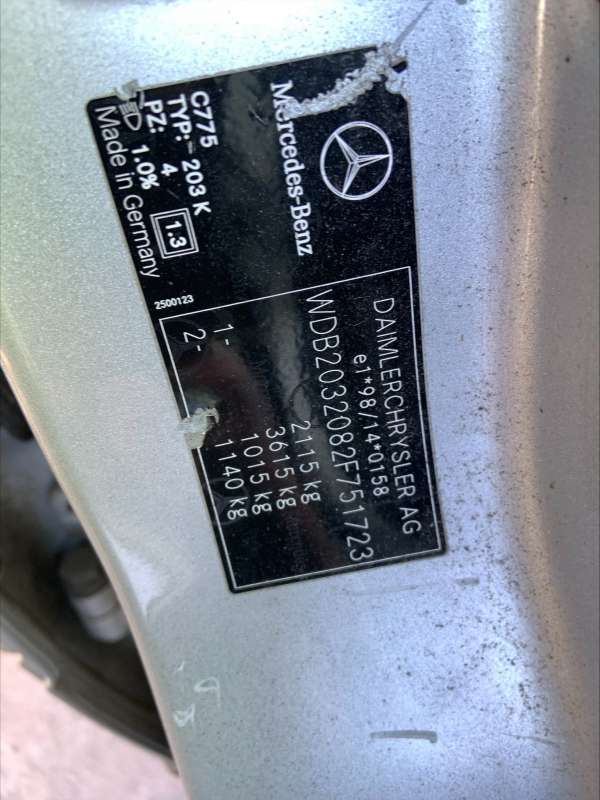 Mercedes-Benz
C775
TYP: 203 K
PZ: 4
1.0% 1.3
Made in Germany
2500123
DAIMLERCHRYSLER AG
e1*98/14*0158
WDB2032082F751723
2115 kg
3615 kg
1- 1015 kg
2- 1140 kg